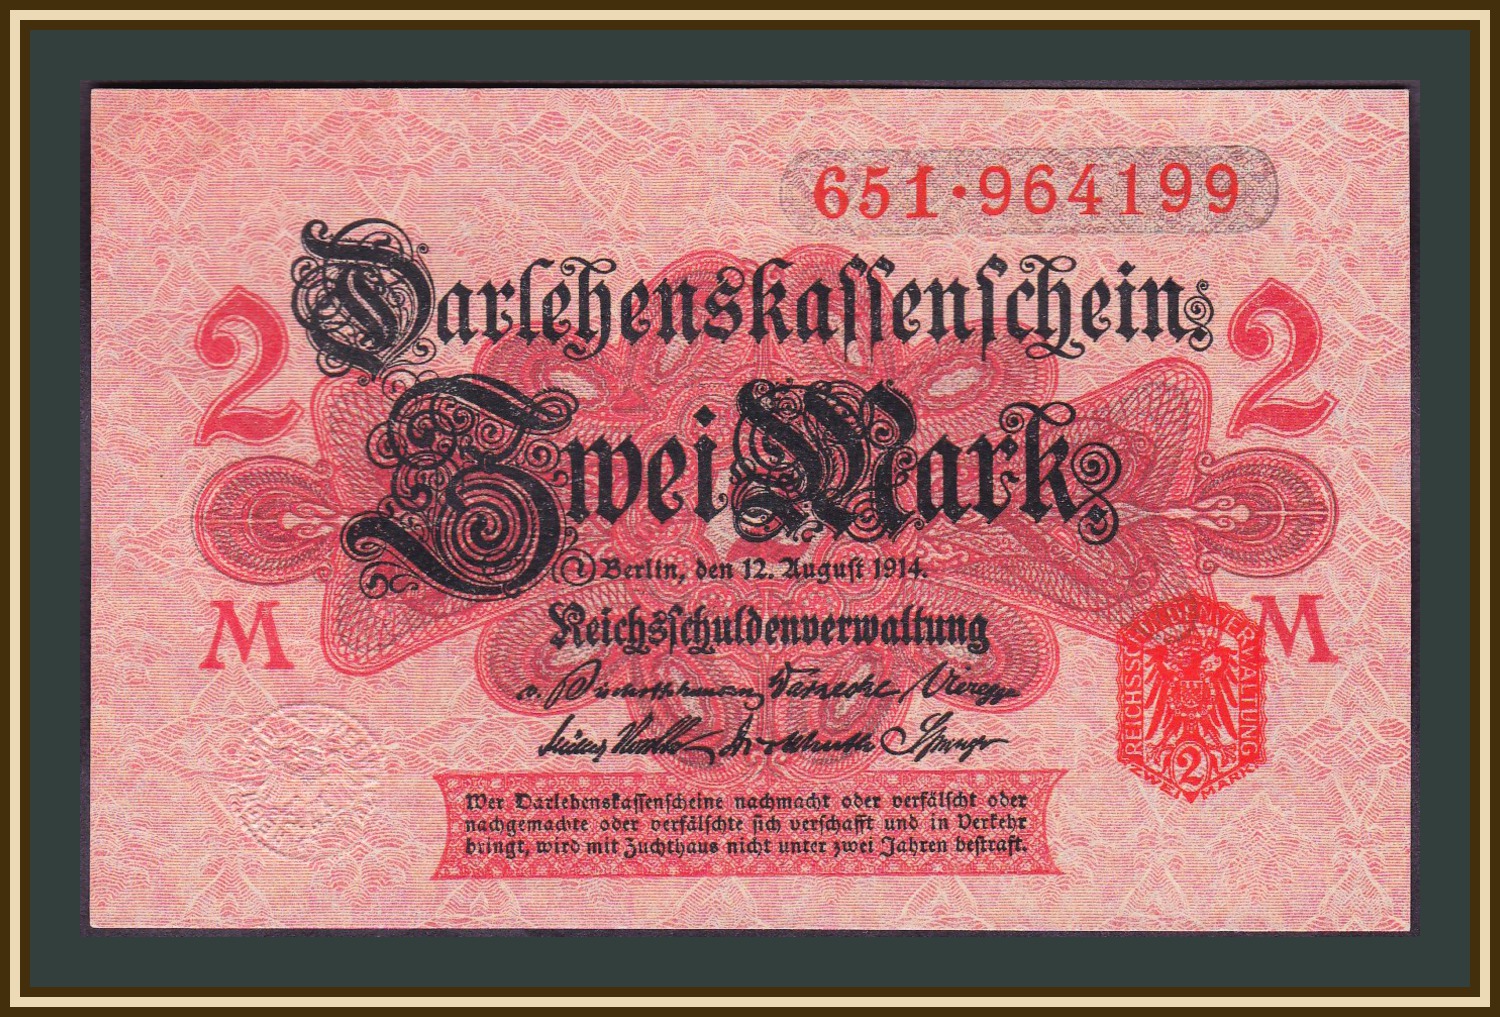 651·964199
Darlehenskassenschein.
2 2
Zwei Mark.
Berlin, den 12. August 1914.
Reichsschuldenverwaltung
M M
REICHSSCHULDENVERWALTUNG
2
ZWEI MARK
Wer Darlehenskassenscheine nachmacht oder verfälscht oder
nachgemachte oder verfälschte sich verschafft und in Verkehr
bringt, wird mit Zuchthaus nicht unter zwei Jahren bestraft.